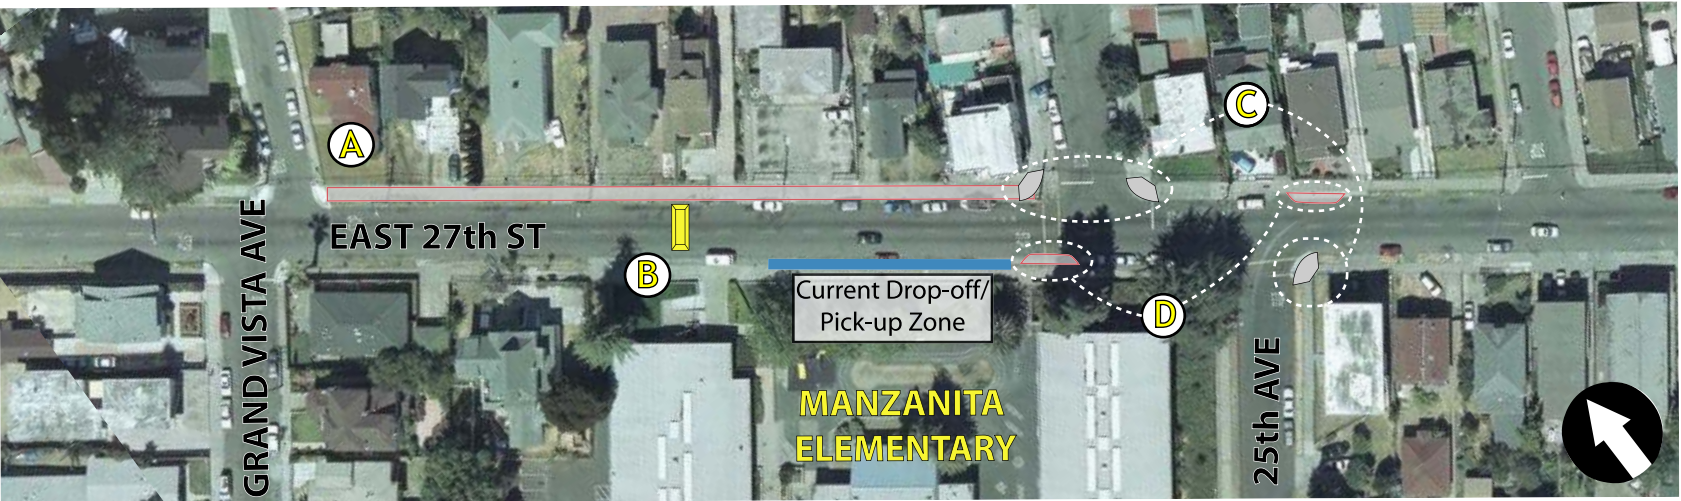 A
C
GRAND VISTA AVE
EAST 27th ST
B
Current Drop-off/
Pick-up Zone
D
25th AVE
MANZANITA
ELEMENTARY